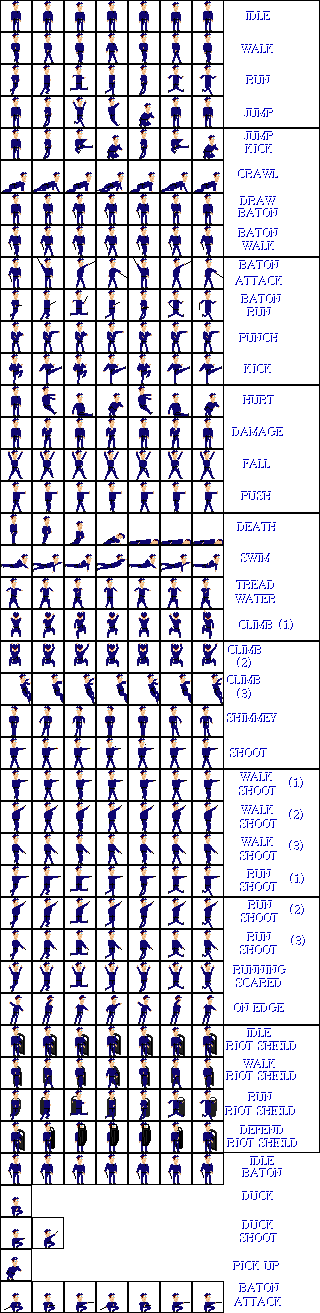 IDLE
WALK
RUN
JUMP
JUMP
KICK
CRAWL
DRAW
BATON
BATON
WALK
BATON
ATTACK
BATON
RUN
PUNCH
KICK
HURT
DAMAGE
FALL
PUSH
DEATH
SWIM
TREAD
WATER
CLIMB (1)
CLIMB
(2)
CLIMB
(3)
SHIMMEY
SHOOT
WALK
SHOOT (1)
WALK
SHOOT (2)
WALK
SHOOT (3)
RUN
SHOOT (1)
RUN
SHOOT (2)
RUN
SHOOT (3)
RUNNING
SCARED
ON EDGE
IDLE
RIOT SHEILD
WALK
RIOT SHEILD
RUN
RIOT SHEILD
DEFEND
RIOT SHEILD
IDLE
BATON
DUCK
DUCK
SHOOT
PICK UP
BATON
ATTACK